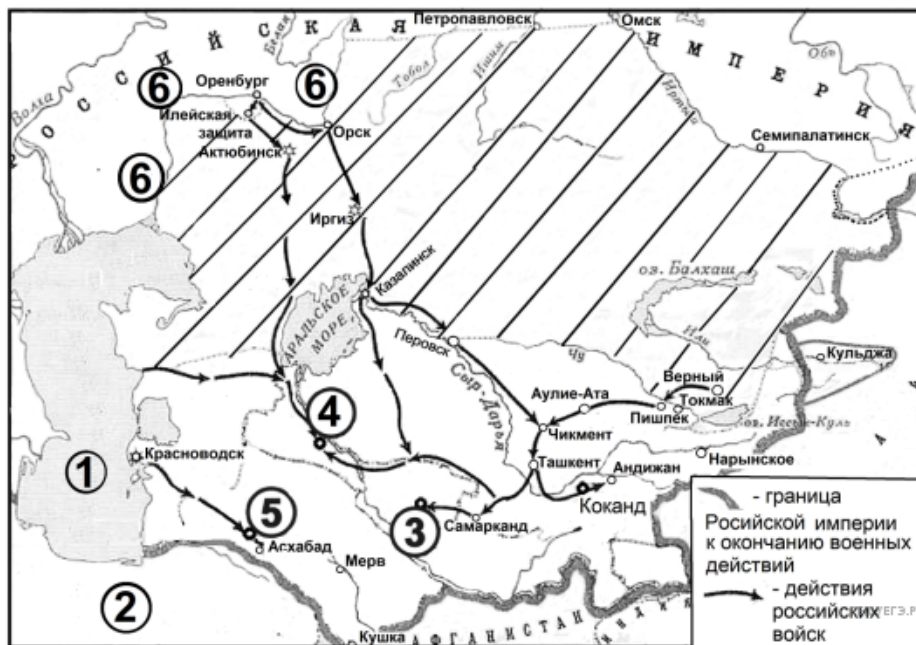 РОССИЙСКАЯ
ИМПЕРИЯ
Петропавловск
Омск
Белая
Волга
Тобол
Ишим
Иртыш
Обь
6
6
6
Оренбург
Илейская
защита
Орск
Актюбинск
Семипалатинск
Иргиз
оз. Балхаш
Или
Казалинск
АРАЛЬСКОЕ
МОРЕ
Перовск
Сыр-Дарья
Чу
Кульджа
Верный
Токмак
Пишпек
оз. Иссык-Куль
Аулие-Ата
Чикмент
4
Ташкент
Андижан
Нарынское
Коканд
1
Красноводск
5
Асхабад
3
Самарканд
Мерв
2
Кушка
АФГАНИСТАН
- граница
Росийской империи
к окончанию военных
действий
- действия
российских
войск